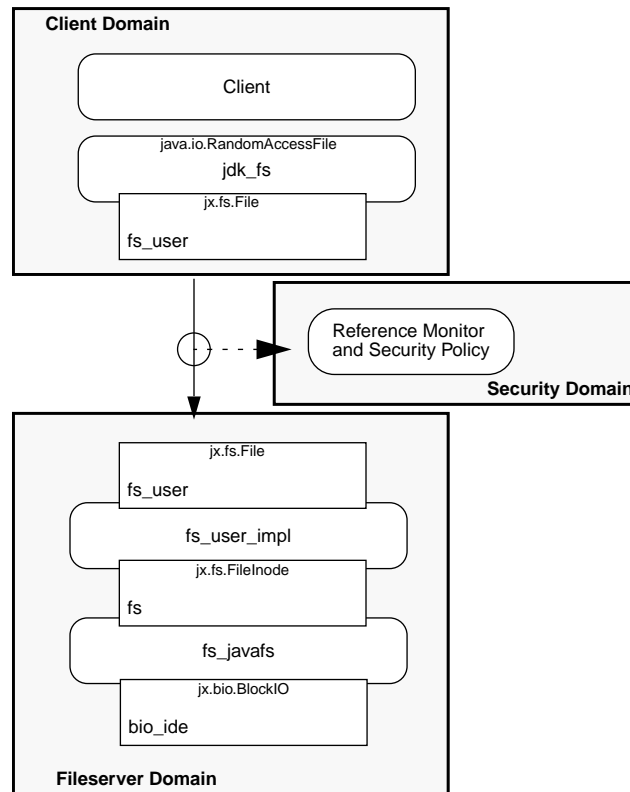 Client Domain
Client
java.io.RandomAccessFile
jdk_fs
jx.fs.File
fs_user
Reference Monitor
and Security Policy
Security Domain
jx.fs.File
fs_user
fs_user_impl
jx.fs.FileInode
fs
fs_javafs
jx.bio.BlockIO
bio_ide
Fileserver Domain